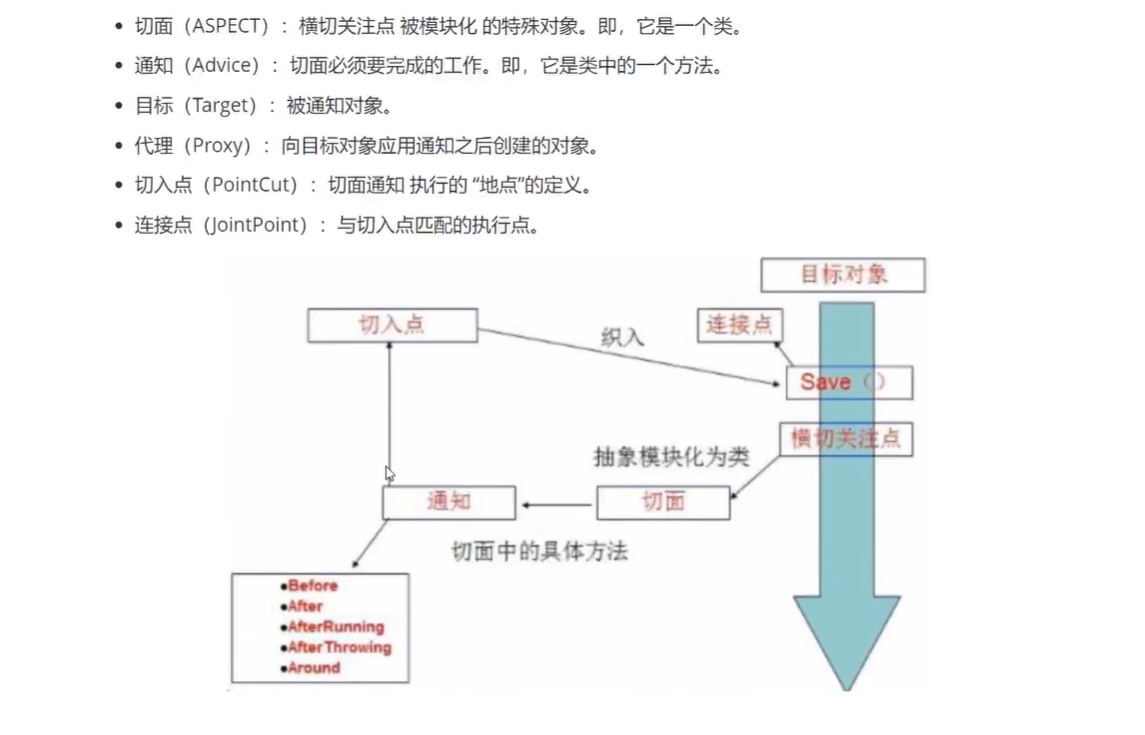 切面（ASPECT）：横切关注点 被模块化 的特殊对象。即，它是一个类。
通知（Advice）：切面必须要完成的工作。即，它是类中的一个方法。
目标（Target）：被通知对象。
代理（Proxy）：向目标对象应用通知之后创建的对象。
切入点（PointCut）：切面通知 执行的 “地点”的定义。
连接点（JointPoint）：与切入点匹配的执行点。
目标对象
切入点
织入
连接点
Save（）
横切关注点
抽象模块化为类
通知
切面
切面中的具体方法
Before
After
AfterRunning
AfterThrowing
Around